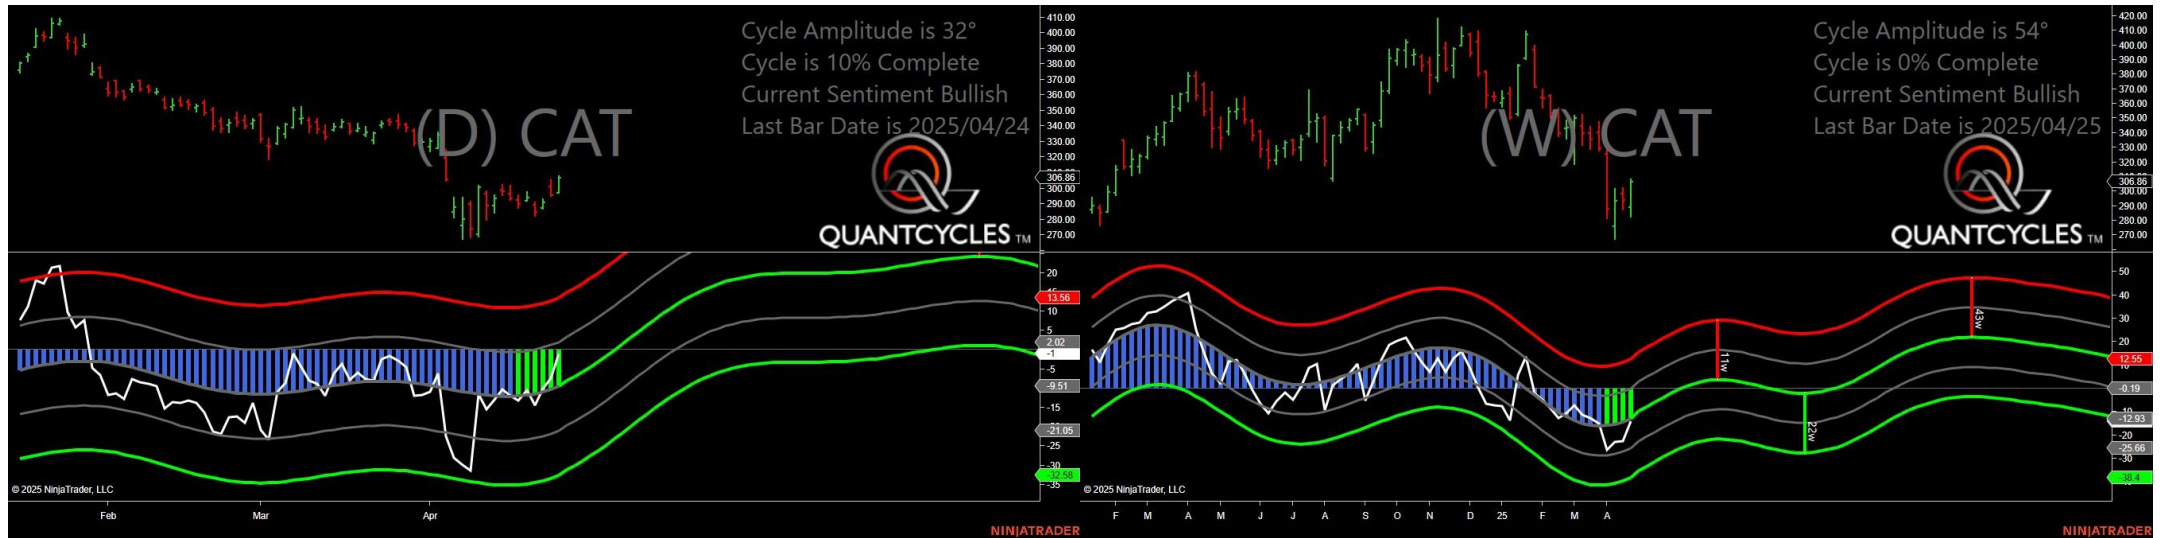 Cycle Amplitude is 32°
Cycle is 10% Complete
Current Sentiment Bullish
Last Bar Date is 2025/04/24
(D) CAT
QUANTCYCLES TM
410.00
400.00
390.00
380.00
370.00
360.00
350.00
340.00
330.00
320.00
306.86
300.00
290.00
280.00
270.00
20
13.56
10
5
2.02
-1
-5
-9.51
-15
-21.05
-25
-30
-32.58
-35
© 2025 NinjaTrader, LLC
Feb Mar Apr
NINJATRADER
Cycle Amplitude is 54°
Cycle is 0% Complete
Current Sentiment Bullish
Last Bar Date is 2025/04/25
(W) CAT
QUANTCYCLES TM
420.00
410.00
400.00
390.00
380.00
370.00
360.00
350.00
340.00
330.00
320.00
306.86
300.00
290.00
280.00
270.00
50
40
30
20
12.55
10
-0.19
-12.93
-20
-25.66
-30
-38.4
11w
22w
43w
© 2025 NinjaTrader, LLC
F M A M J J A S O N D 25 F M A
NINJATRADER